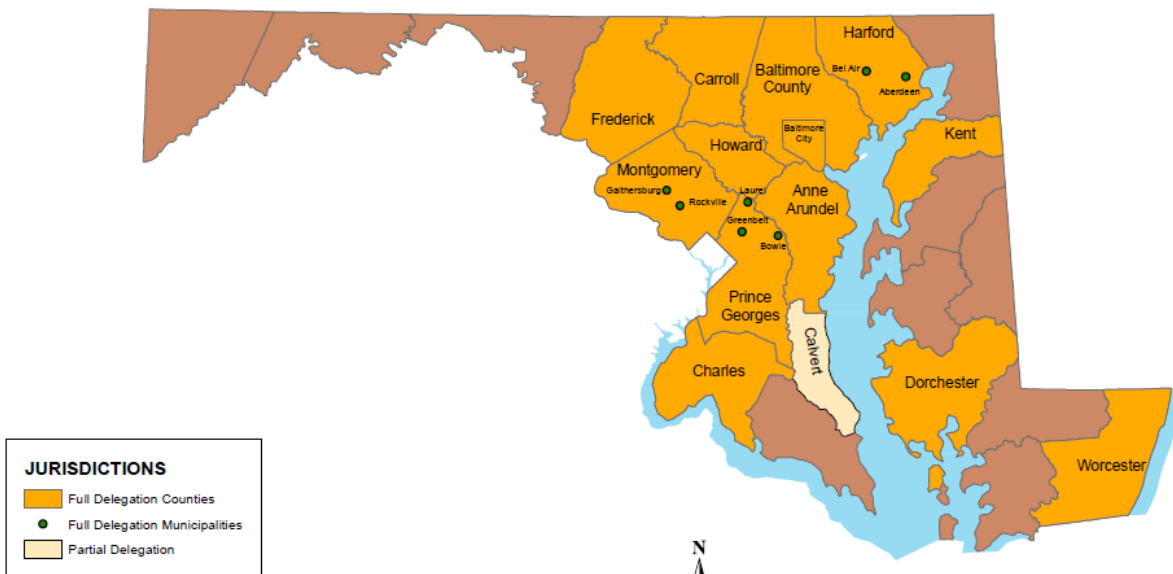 Harford
Bel Air
Aberdeen
Baltimore
County
Carroll
Frederick
Baltimore
City
Kent
Howard
Montgomery
Gaithersburg
Rockville
Laurel
Anne
Arundel
Greenbelt
Bowie
Prince
Georges
Calvert
Charles
Dorchester
Worcester
JURISDICTIONS
Full Delegation Counties
Full Delegation Municipalities
Partial Delegation
N